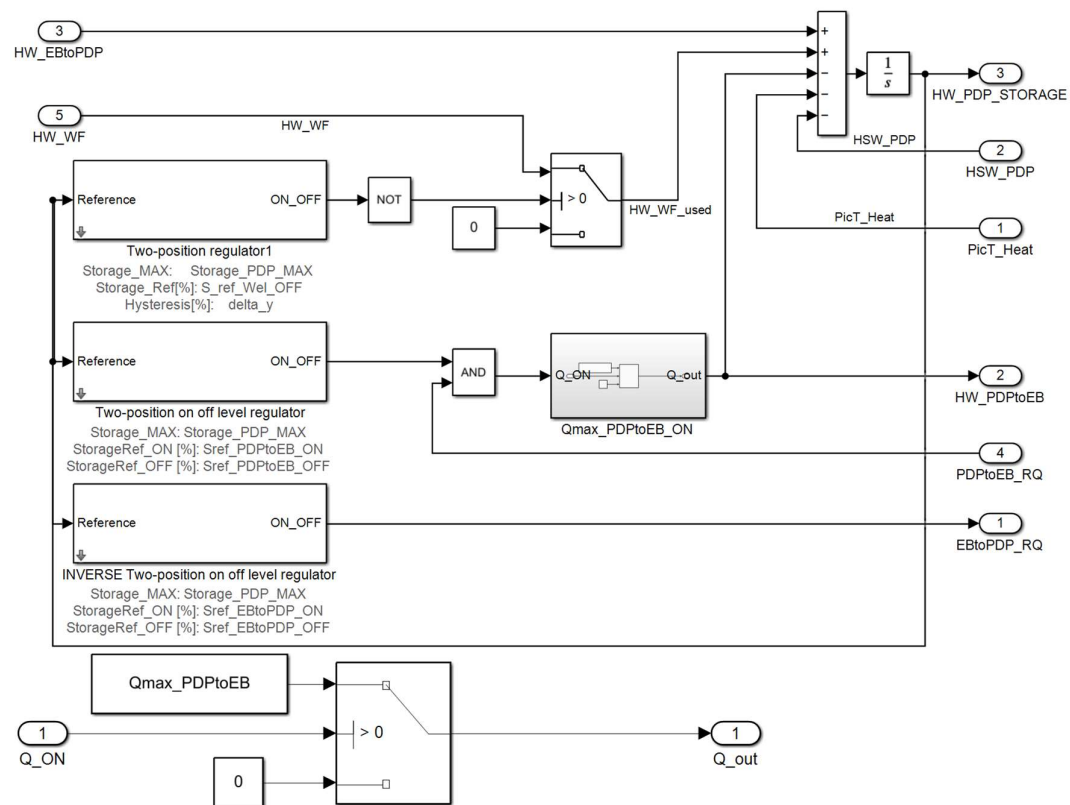 3
HW_EBtoPDP
+
+
−
−
−
1
s
3
HW_PDP_STORAGE
5
HW_WF
HW_WF
HSW_PDP
2
HSW_PDP
Reference
ON_OFF
NOT
> 0
0
HW_WF_used
PicT_Heat
1
PicT_Heat
Two-position regulator1
Storage_MAX: Storage_PDP_MAX
Storage_Ref[%]: S_ref_Wel_OFF
Hysteresis[%]: delta_y
Reference
ON_OFF
AND
Q_ON
Q_out
2
HW_PDPtoEB
Qmax_PDPtoEB_ON
Two-position on off level regulator
Storage_MAX: Storage_PDP_MAX
StorageRef_ON [%]: Sref_PDPtoEB_ON
StorageRef_OFF [%]: Sref_PDPtoEB_OFF
4
PDPtoEB_RQ
Reference
ON_OFF
1
EBtoPDP_RQ
INVERSE Two-position on off level regulator
Storage_MAX: Storage_PDP_MAX
StorageRef_ON [%]: Sref_EBtoPDP_ON
StorageRef_OFF [%]: Sref_EBtoPDP_OFF
Qmax_PDPtoEB
1
Q_ON
> 0
1
Q_out
0